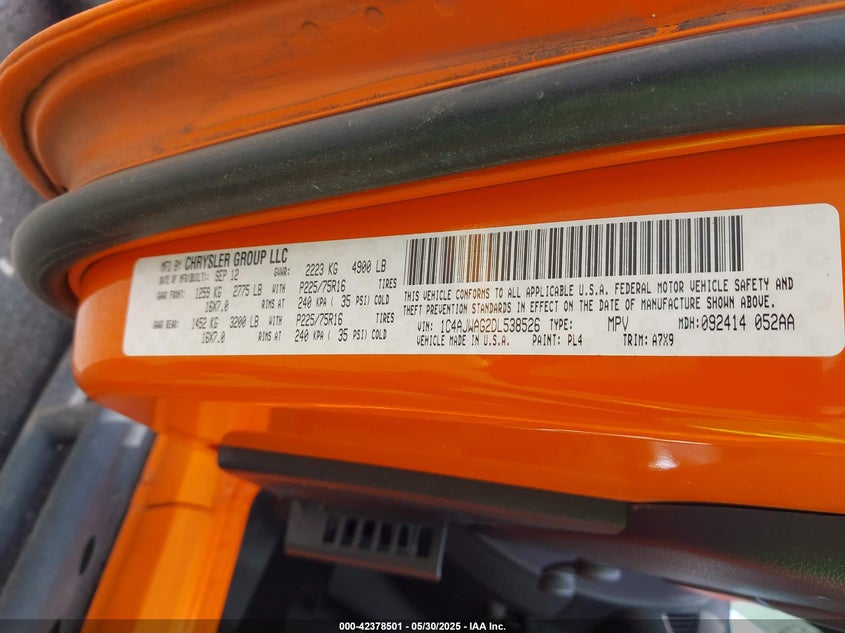 MFD BY CHRYSLER GROUP LLC
DATE OF MFR(BUILT): SEP 12 GVWR: 2223 KG 4900 LB
GAWR FRONT: 1259 KG 2775 LB P225/75R16 TIRES
16X7.0 RIMS AT 240 KPA ( 35 PSI) COLD
GAWR REAR: 1452 KG 3200 LB P225/75R16 TIRES
16X7.0 RIMS AT 240 KPA ( 35 PSI) COLD
THIS VEHICLE CONFORMS TO ALL APPLICABLE U.S.A. FEDERAL MOTOR VEHICLE SAFETY AND
THEFT PREVENTION STANDARDS IN EFFECT ON THE DATE OF MANUFACTURE SHOWN ABOVE.
VIN: 1C4AJWAG2DL538526 TYPE: MPV MDH: 092414 052AA
VEHICLE MADE IN U.S.A. PAINT: PL4 TRIM: A7X9
000-42378501 — 05/30/2025 — IAA Inc.